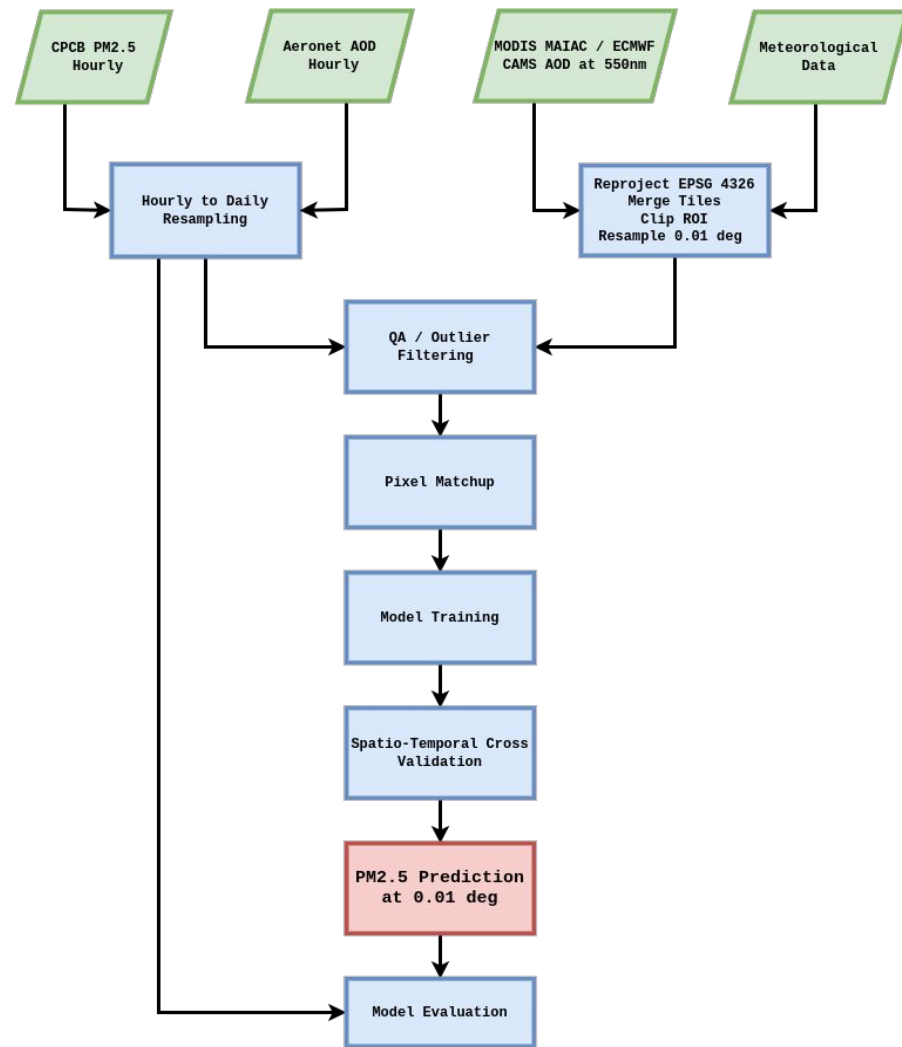 CPCB PM2.5
Hourly
Aeronet AOD
Hourly
MODIS MAIAC / ECMWF
CAMS AOD at 550nm
Meteorological
Data
Hourly to Daily
Resampling
Reproject EPSG 4326
Merge Tiles
Clip ROI
Resample 0.01 deg
QA / Outlier
Filtering
Pixel Matchup
Model Training
Spatio-Temporal Cross
Validation
PM2.5 Prediction
at 0.01 deg
Model Evaluation